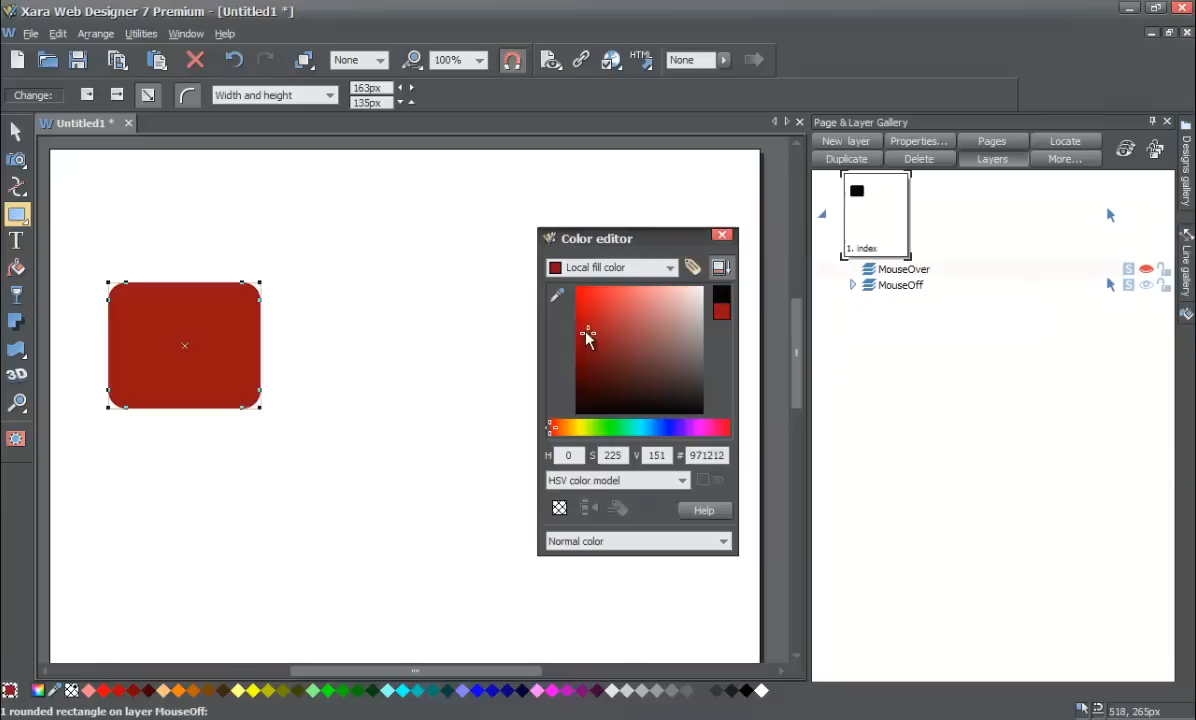 Xara Web Designer 7 Premium - [Untitled1 *]
File Edit Arrange Utilities Window Help
None 100% HTML None
Change: Width and height 163px
135px
Untitled1 *
Page & Layer Gallery
New layer Properties... Pages Locate
Duplicate Delete Layers More...
1. index
MouseOver S
MouseOff S
Designs gallery
Line gallery
T
3D
Color editor
Local fill color
H 0 S 225 V 151 # 971212
HSV color model
Help
Normal color
1 rounded rectangle on layer MouseOff:
518, 265px